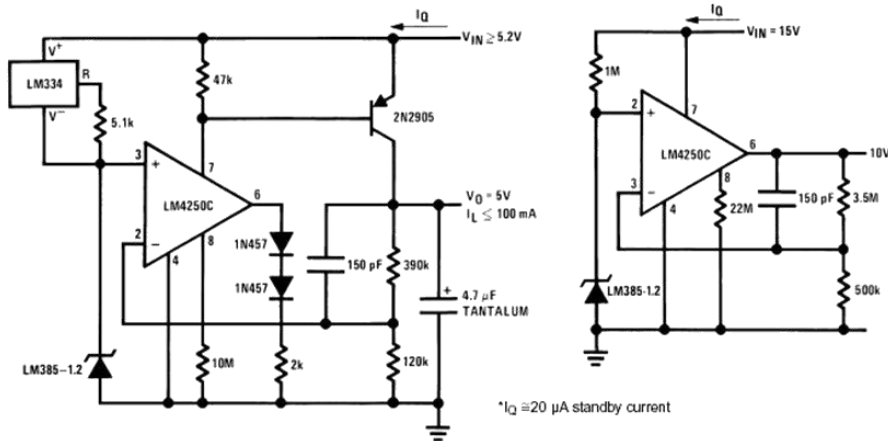 I_Q
V_IN ≥ 5.2V
V+
LM334
R
V−
47k
5.1k
2N2905
3
+
7
LM4250C
6
2
−
4
8
V_O = 5V
I_L ≤ 100 mA
1N457
1N457
150 pF
390k
+
4.7 μF
TANTALUM
LM385–1.2
10M
2k
120k
I_Q
V_IN = 15V
1M
2
+
7
LM4250C
6
10V
3
−
4
8
22M
150 pF
3.5M
LM385-1.2
500k
*I_Q ≅20 μA standby current